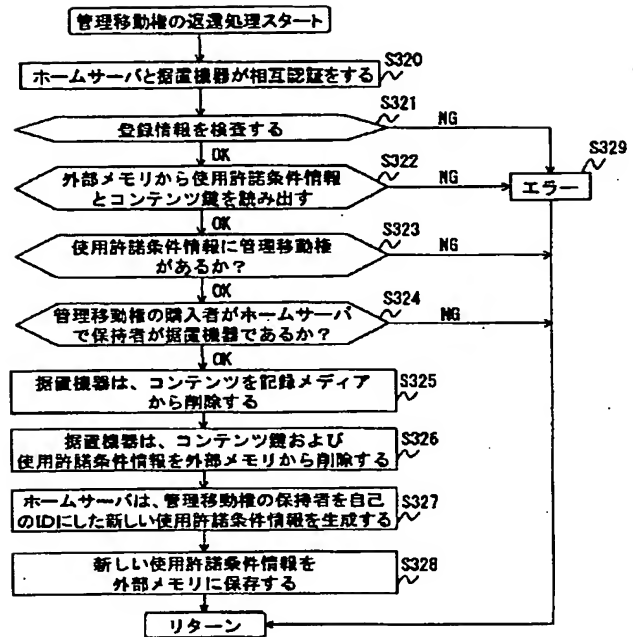 管理移動権の返還処理スタート
S320
ホームサーバと据置機器が相互認証をする
S321
登録情報を検査する
NG
OK
S322
外部メモリから使用許諾条件情報
とコンテンツ鍵を読み出す
NG
S329
エラー
OK
S323
使用許諾条件情報に管理移動権
があるか?
NG
OK
S324
管理移動権の購入者がホームサーバ
で保持者が据置機器であるか?
NG
OK
S325
据置機器は、コンテンツを記録メディア
から削除する
S326
据置機器は、コンテンツ鍵および
使用許諾条件情報を外部メモリから削除する
S327
ホームサーバは、管理移動権の保持者を自己
のIDにした新しい使用許諾条件情報を生成する
S328
新しい使用許諾条件情報を
外部メモリに保存する
リターン